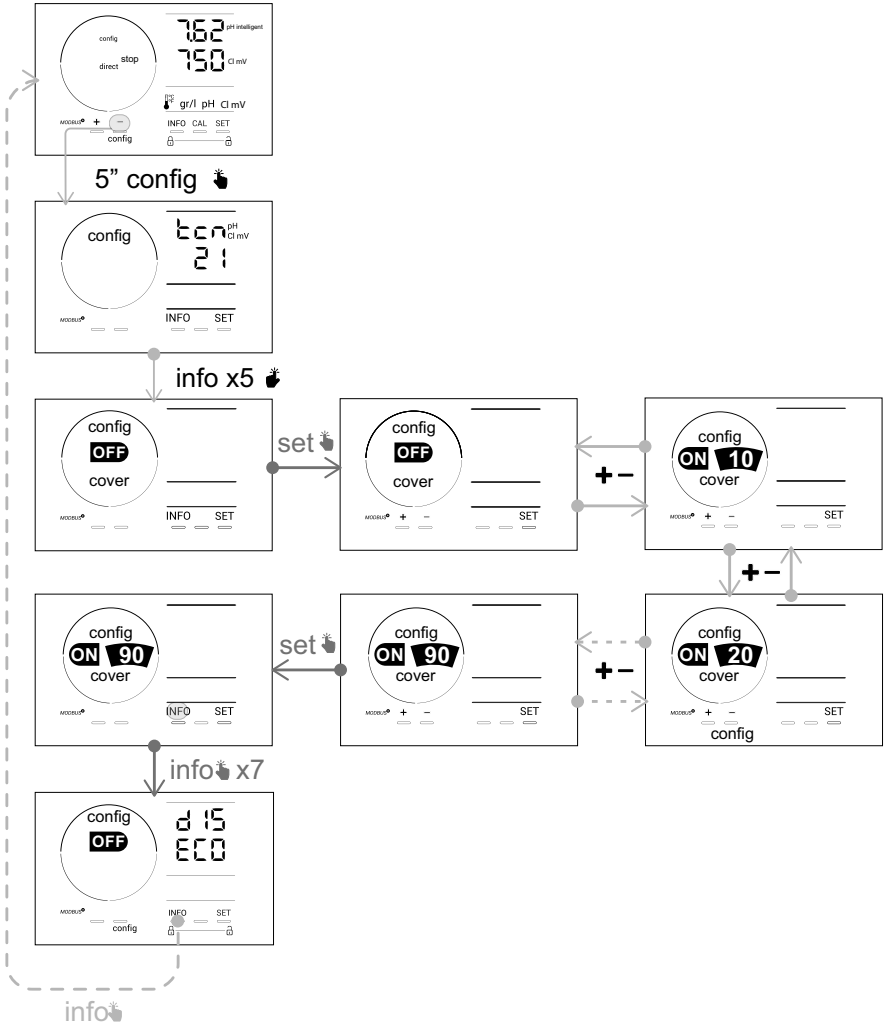 config
7.62 pH intelligent
direct stop
750 Cl mV
°C gr/l pH Cl mV
MODBUS + − INFO CAL SET
config
5” config
config
tcn pH Cl mV
21
MODBUS INFO SET
info x5
config
OFF
cover
MODBUS INFO SET
set
config
OFF
cover
MODBUS + − SET
+ −
config
ON 10
cover
MODBUS + − SET
+ −
config
ON 20
cover
MODBUS + − SET
config
+ −
config
ON 90
cover
MODBUS + − SET
set
config
ON 90
cover
MODBUS INFO SET
info x7
config
OFF
d IS
ECO
MODBUS INFO SET
config
info